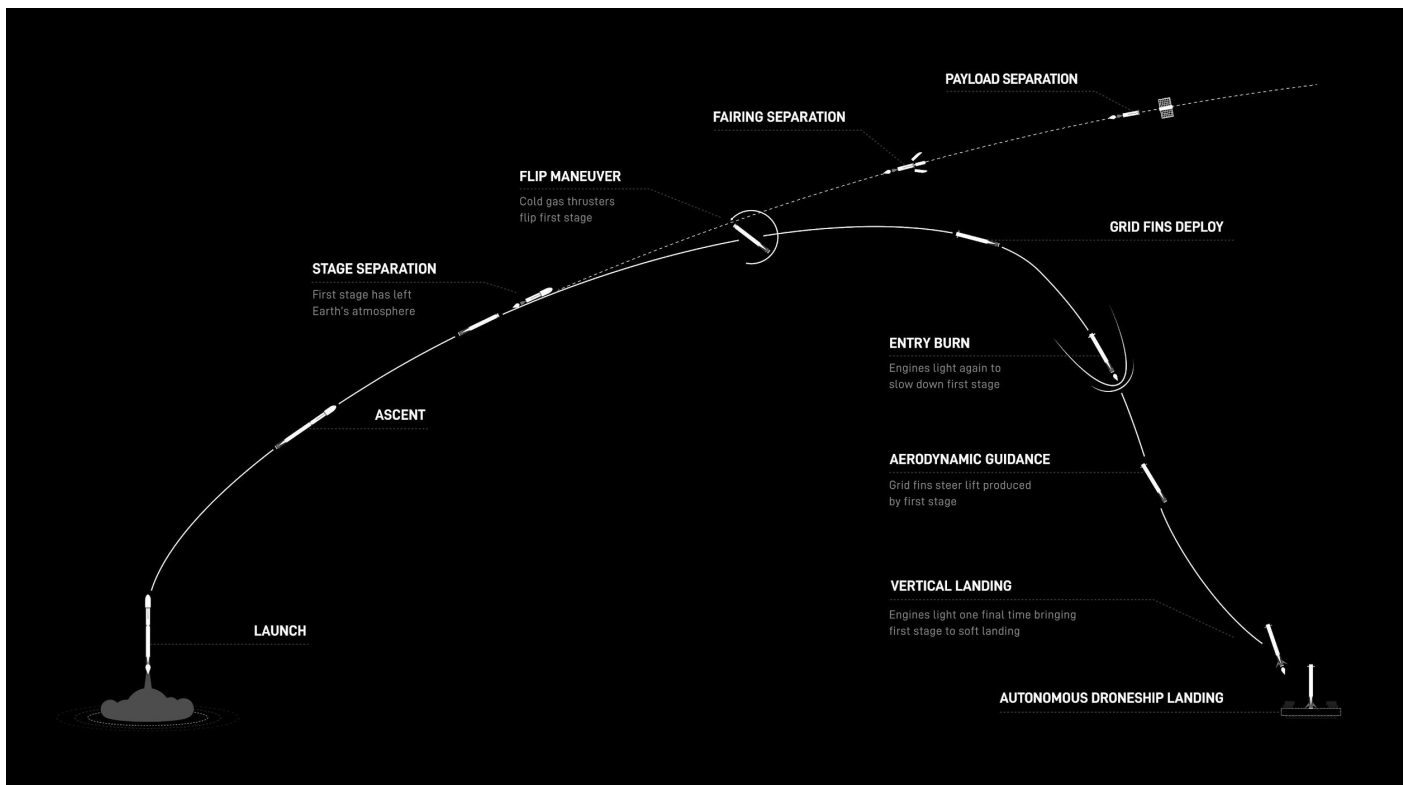 PAYLOAD SEPARATION
FAIRING SEPARATION
FLIP MANEUVER
Cold gas thrusters
flip first stage
GRID FINS DEPLOY
STAGE SEPARATION
First stage has left
Earth's atmosphere
ENTRY BURN
Engines light again to
slow down first stage
ASCENT
AERODYNAMIC GUIDANCE
Grid fins steer lift produced
by first stage
VERTICAL LANDING
Engines light one final time bringing
first stage to soft landing
LAUNCH
AUTONOMOUS DRONESHIP LANDING